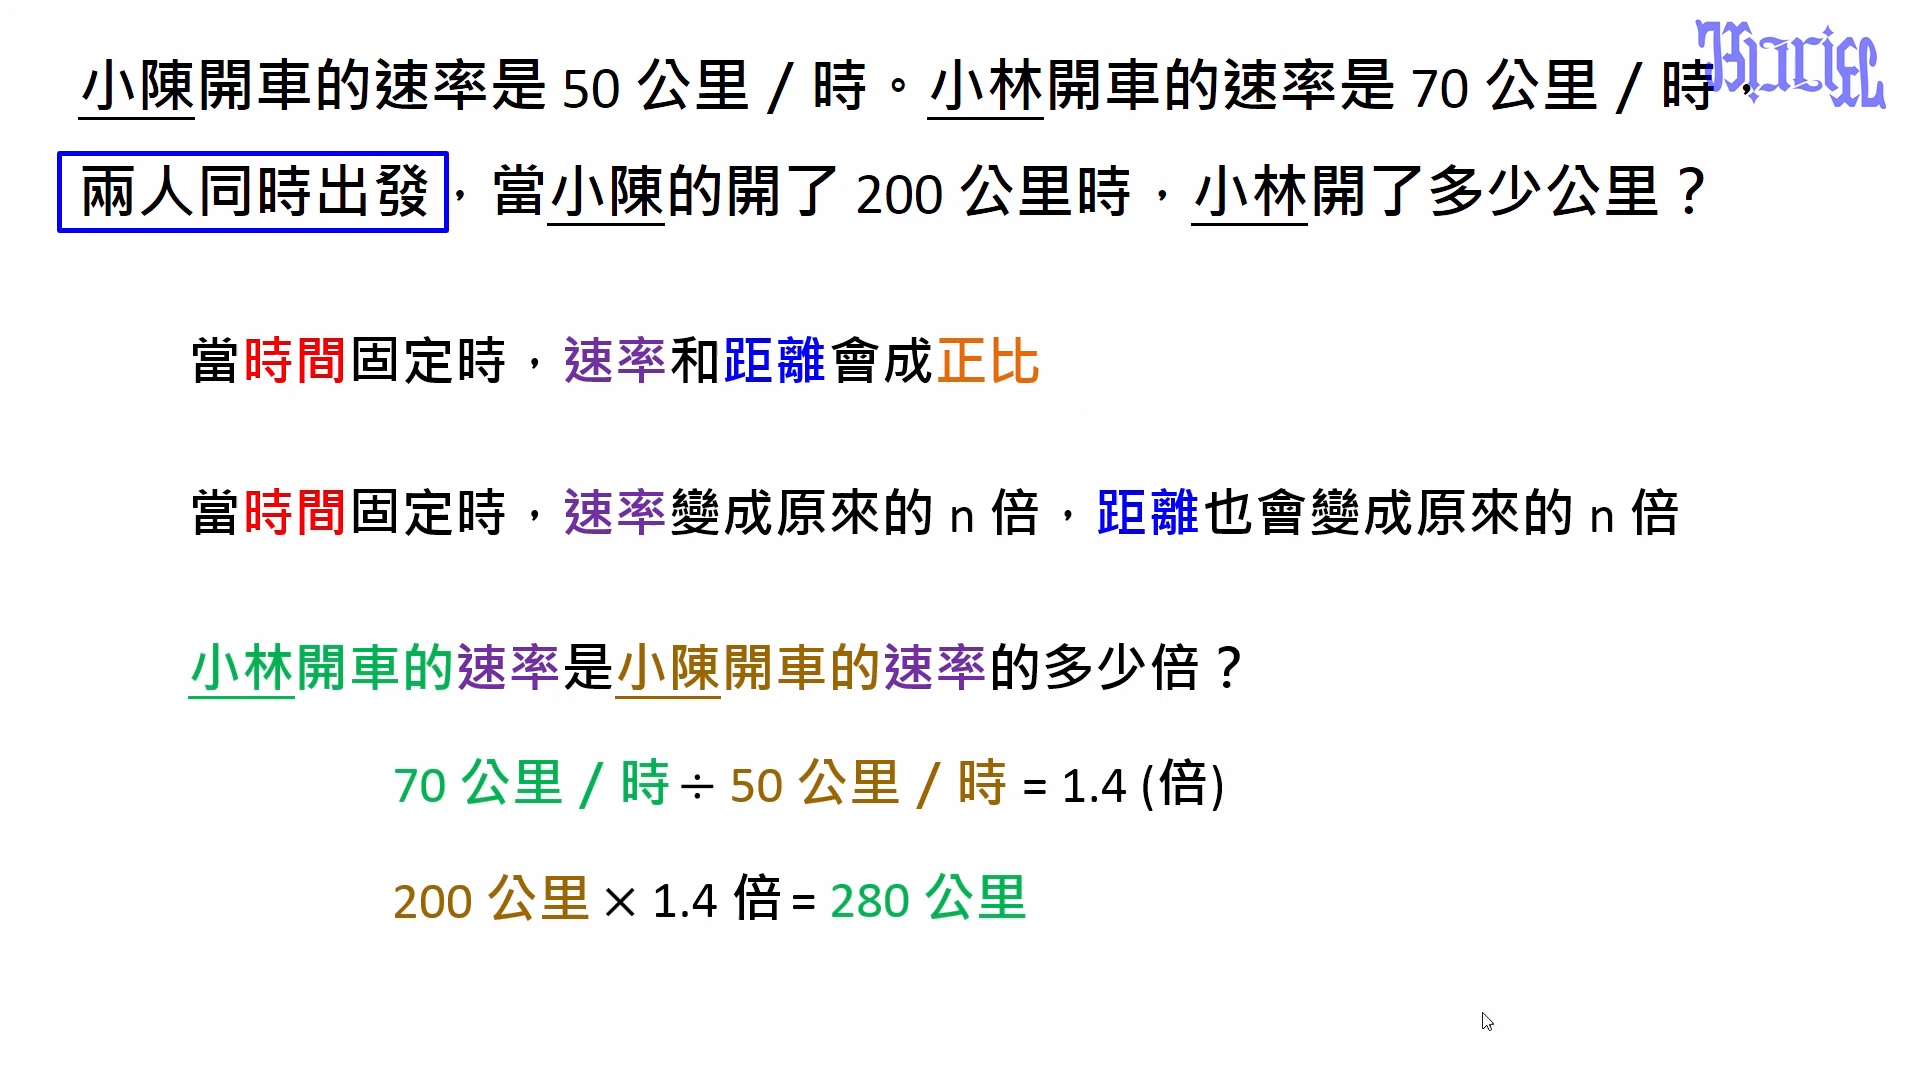 小陳開車的速率是 50 公里 / 時。小林開車的速率是 70 公里 / 時，
兩人同時出發，當小陳的開了 200 公里時，小林開了多少公里？
當時間固定時，速率和距離會成正比
當時間固定時，速率變成原來的 n 倍，距離也會變成原來的 n 倍
小林開車的速率是小陳開車的速率的多少倍？
70 公里 / 時 ÷ 50 公里 / 時 = 1.4 (倍)
200 公里 × 1.4 倍 = 280 公里